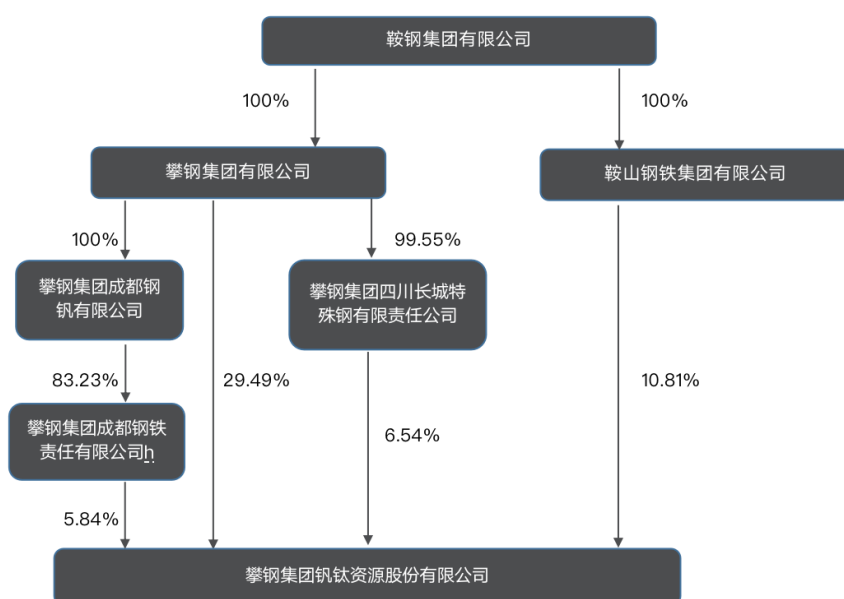 鞍钢集团有限公司
100%
100%
攀钢集团有限公司
鞍山钢铁集团有限公司
100%
99.55%
攀钢集团成都钢
钒有限公司
攀钢集团四川长城特
殊钢有限责任公司
83.23%
29.49%
10.81%
攀钢集团成都钢铁
责任有限公司h
6.54%
5.84%
攀钢集团钒钛资源股份有限公司